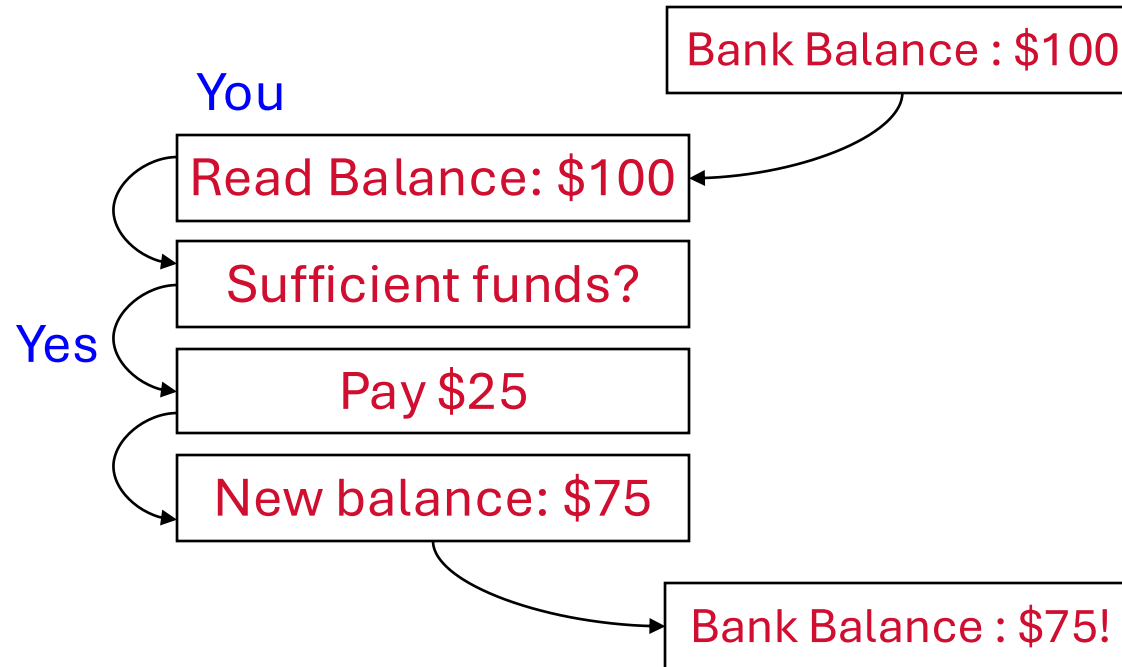 Bank Balance : $100
You
Read Balance: $100
Sufficient funds?
Yes
Pay $25
New balance: $75
Bank Balance : $75!